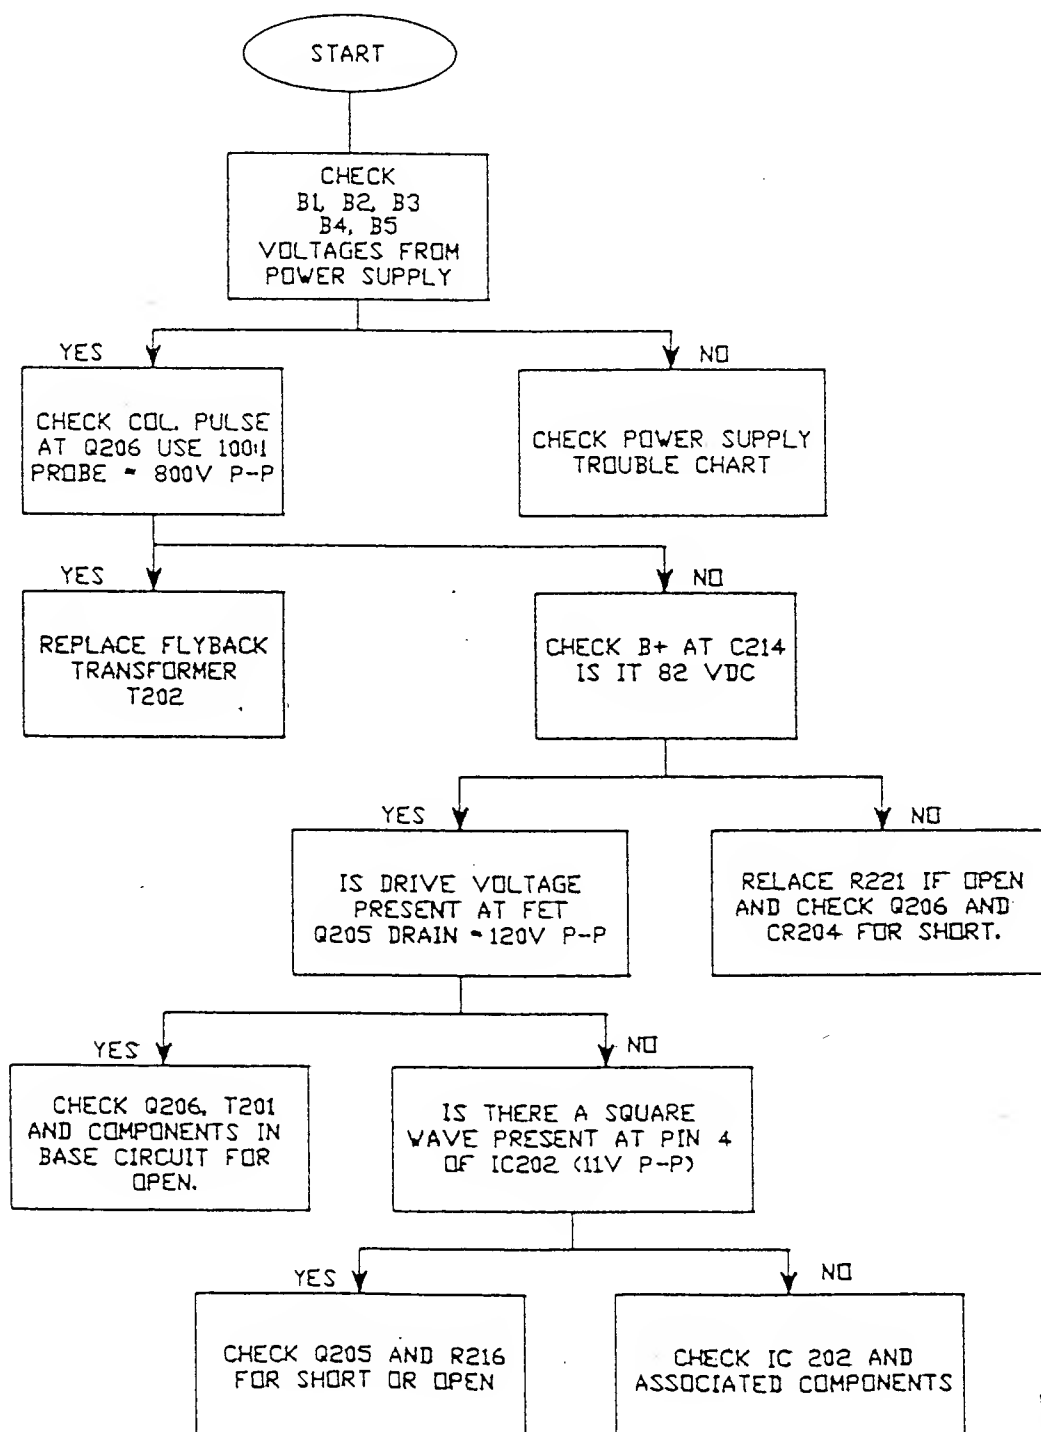 START
CHECK
B1, B2, B3
B4, B5
VOLTAGES FROM
POWER SUPPLY
YES
NO
CHECK COL. PULSE
AT Q206 USE 100:1
PROBE = 800V P-P
CHECK POWER SUPPLY
TROUBLE CHART
YES
NO
REPLACE FLYBACK
TRANSFORMER
T202
CHECK B+ AT C214
IS IT 82 VDC
YES
NO
IS DRIVE VOLTAGE
PRESENT AT FET
Q205 DRAIN =120V P-P
RELACE R221 IF OPEN
AND CHECK Q206 AND
CR204 FOR SHORT.
YES
NO
CHECK Q206, T201
AND COMPONENTS IN
BASE CIRCUIT FOR
OPEN.
IS THERE A SQUARE
WAVE PRESENT AT PIN 4
OF IC202 (11V P-P)
YES
NO
CHECK Q205 AND R216
FOR SHORT OR OPEN
CHECK IC 202 AND
ASSOCIATED COMPONENTS